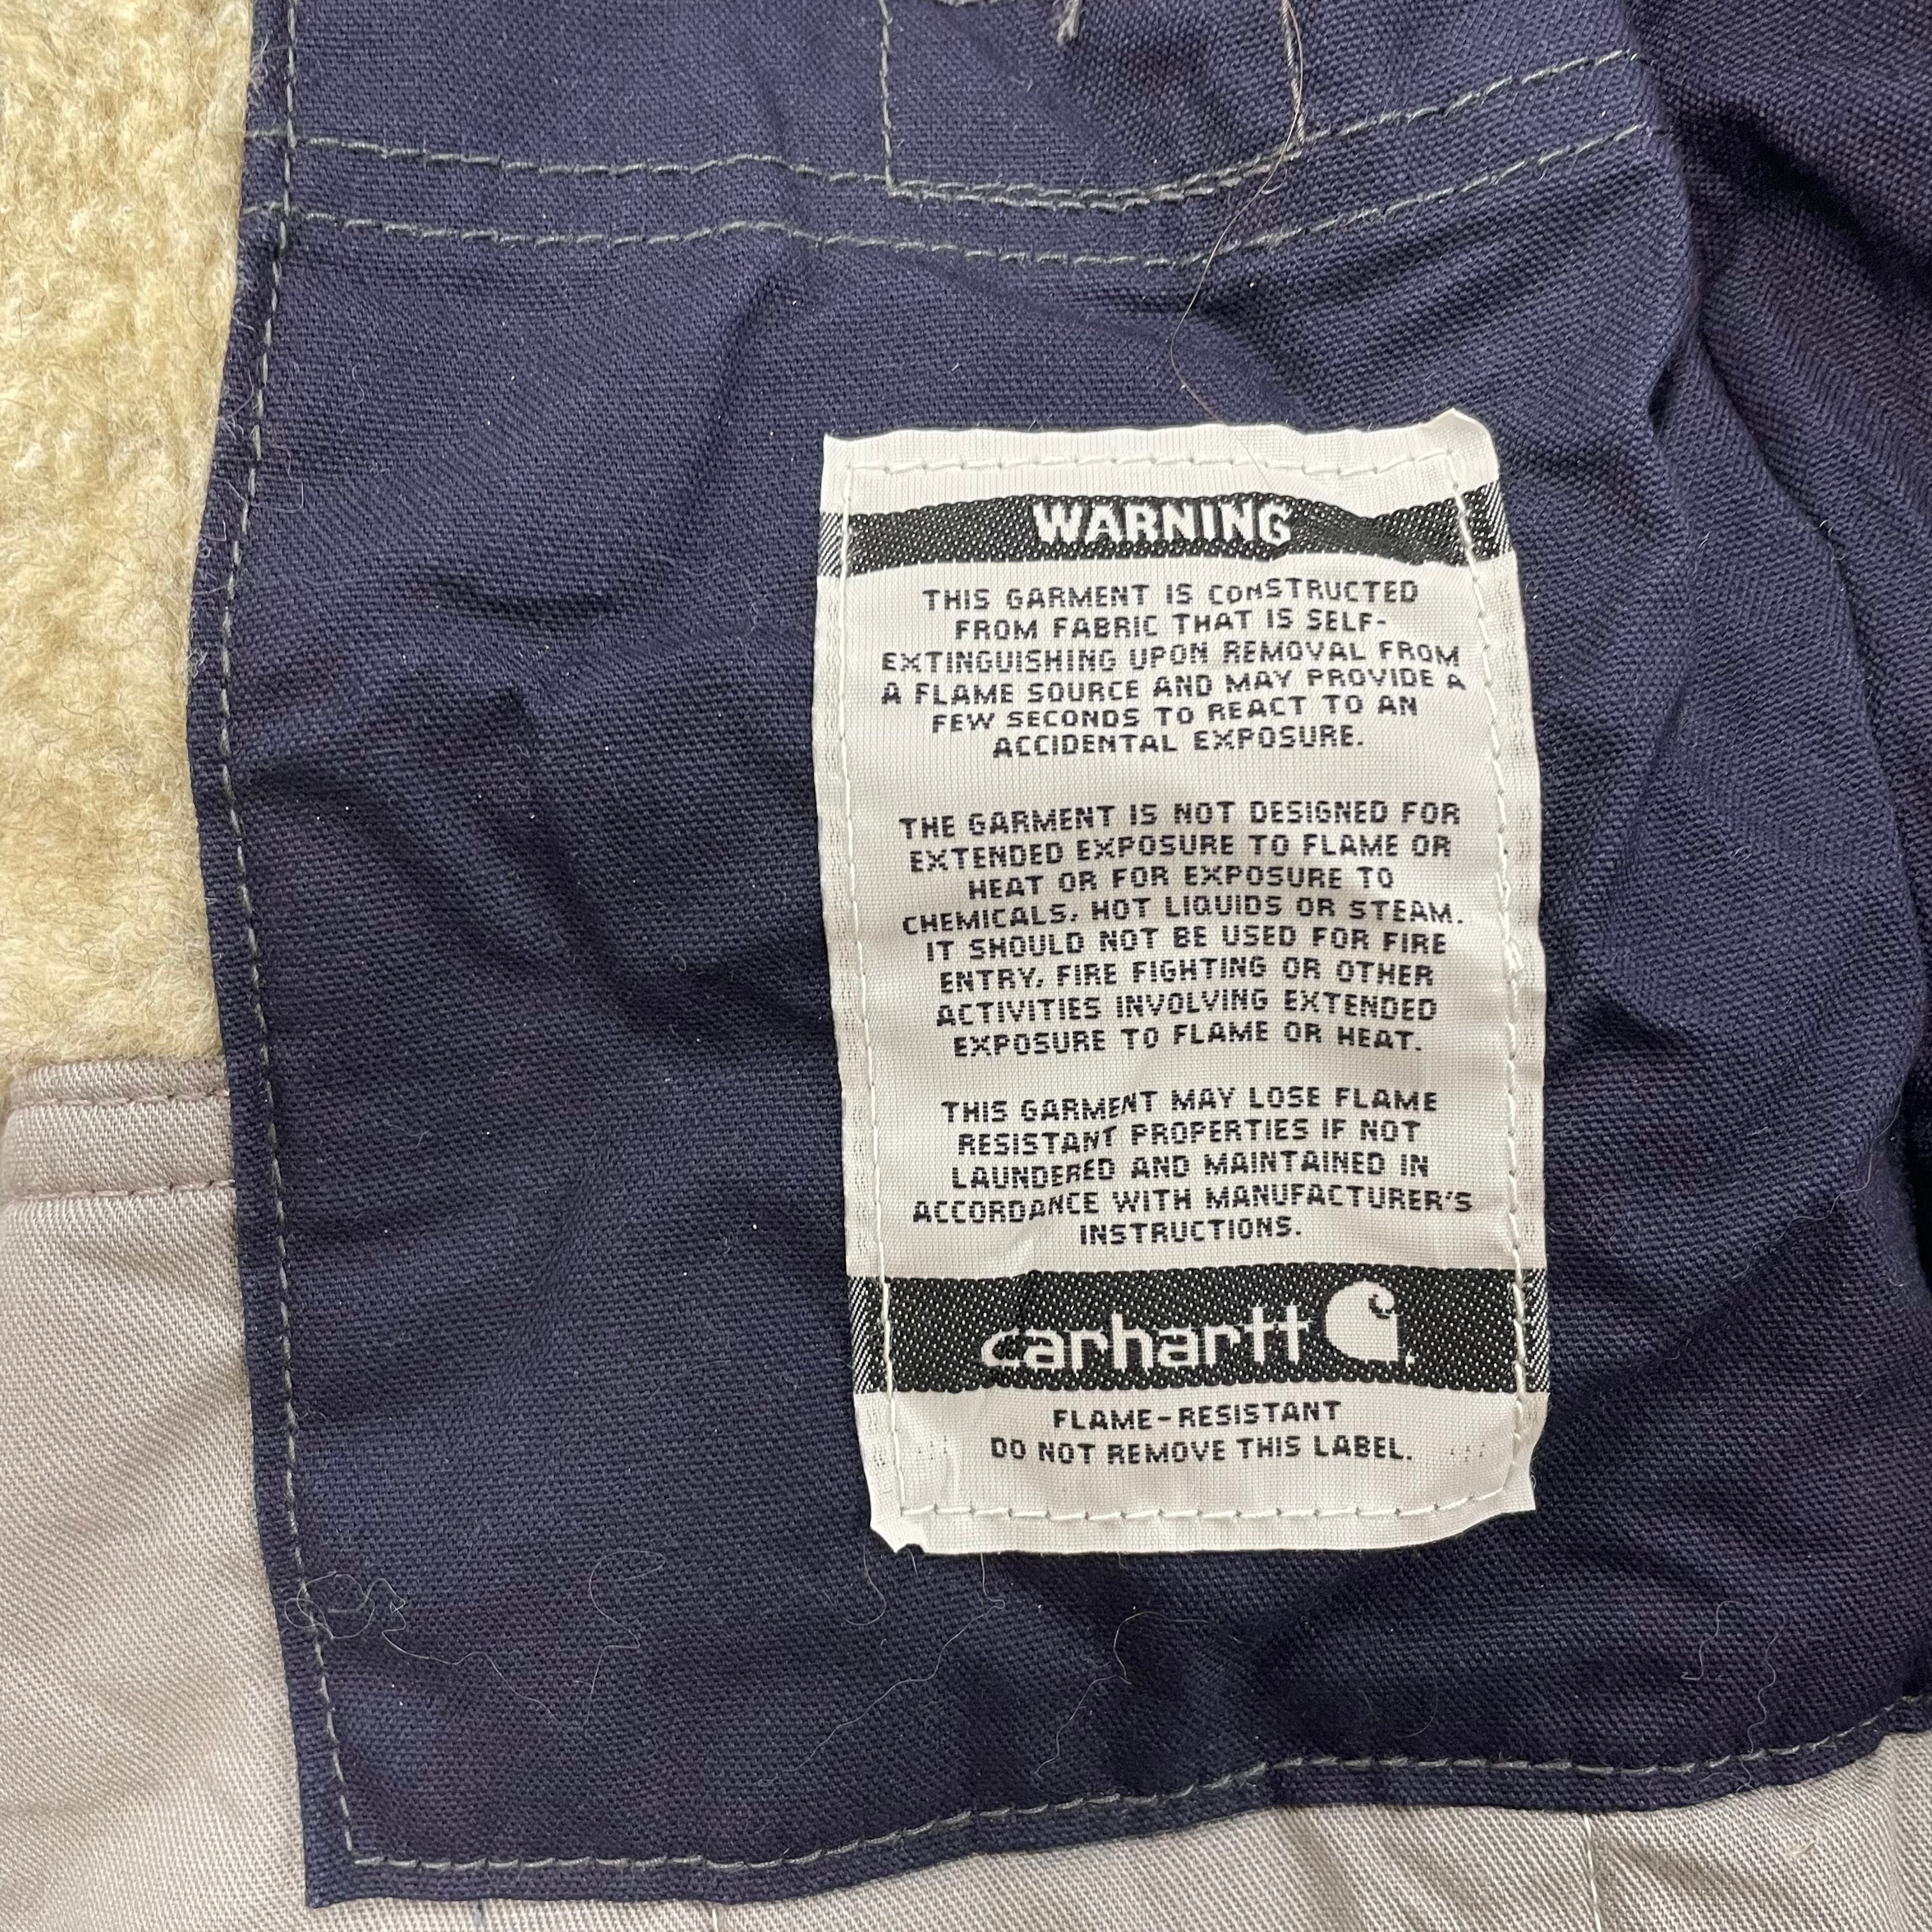 WARNING
THIS GARMENT IS CONSTRUCTED
FROM FABRIC THAT IS SELF-
EXTINGUISHING UPON REMOVAL FROM
A FLAME SOURCE AND MAY PROVIDE A
FEW SECONDS TO REACT TO AN
ACCIDENTAL EXPOSURE.
THE GARMENT IS NOT DESIGNED FOR
EXTENDED EXPOSURE TO FLAME OR
HEAT OR FOR EXPOSURE TO
CHEMICALS, HOT LIQUIDS OR STEAM.
IT SHOULD NOT BE USED FOR FIRE
ENTRY, FIRE FIGHTING OR OTHER
ACTIVITIES INVOLVING EXTENDED
EXPOSURE TO FLAME OR HEAT.
THIS GARMENT MAY LOSE FLAME
RESISTANT PROPERTIES IF NOT
LAUNDERED AND MAINTAINED IN
ACCORDANCE WITH MANUFACTURER'S
INSTRUCTIONS.
carhartt
FLAME-RESISTANT
DO NOT REMOVE THIS LABEL.